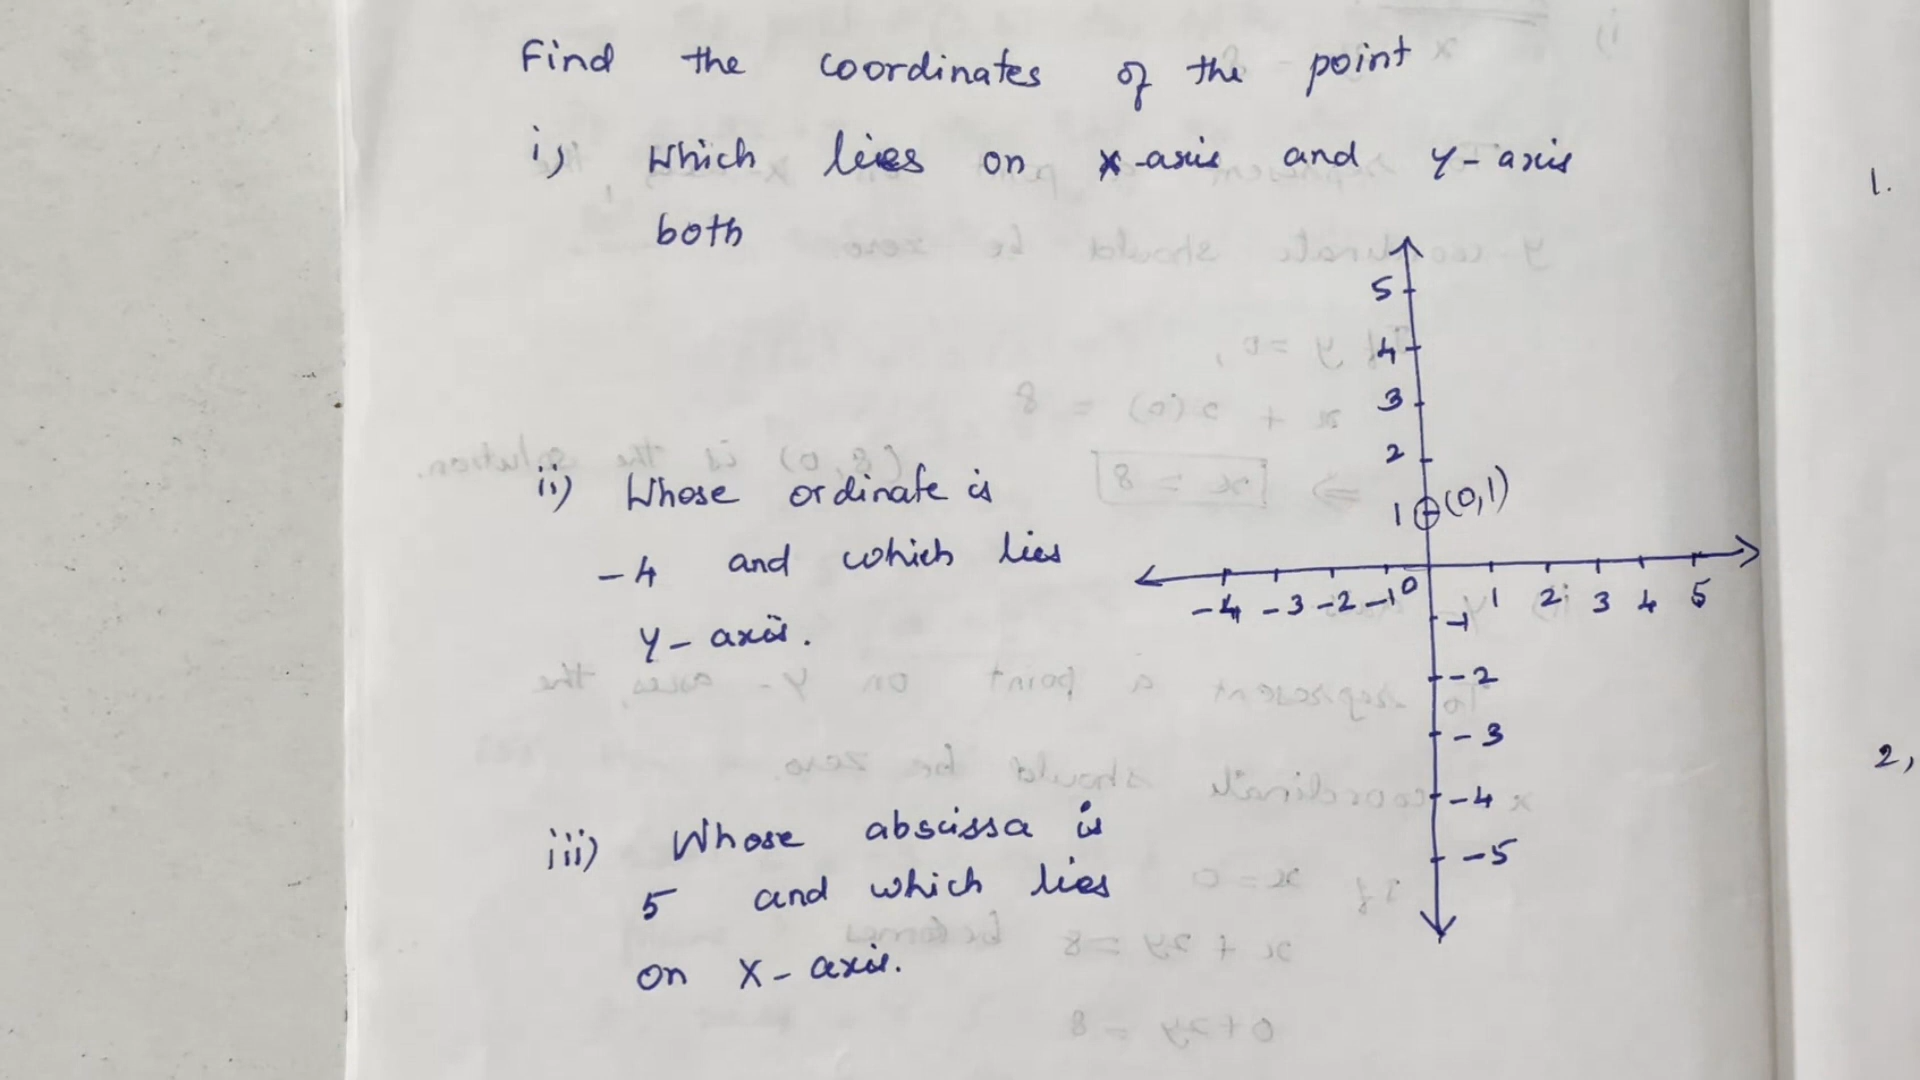 Find the coordinates of the point
i) Which lies on x-axis and y-axis
both
ii) Whose ordinate is
-4 and which lies
y-axis.
iii) Whose abscissa is
5 and which lies
on x-axis.
5
4
3
2
1 (0,1)
-4 -3 -2 -1 0 1 2 3 4 5
-1
-2
-3
-4
-5
1.
2,